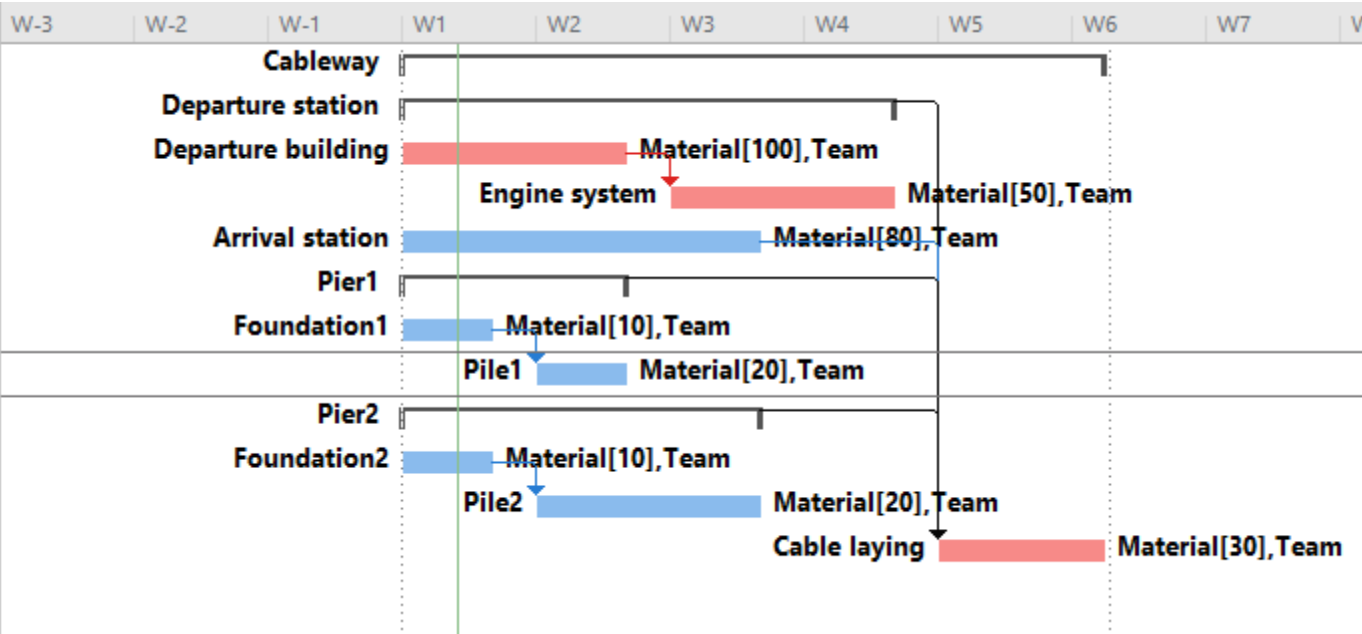 W-3 W-2 W-1 W1 W2 W3 W4 W5 W6 W7
Cableway
Departure station
Departure building Material[100],Team
Engine system Material[50],Team
Arrival station Material[80],Team
Pier1
Foundation1 Material[10],Team
Pile1 Material[20],Team
Pier2
Foundation2 Material[10],Team
Pile2 Material[20],Team
Cable laying Material[30],Team